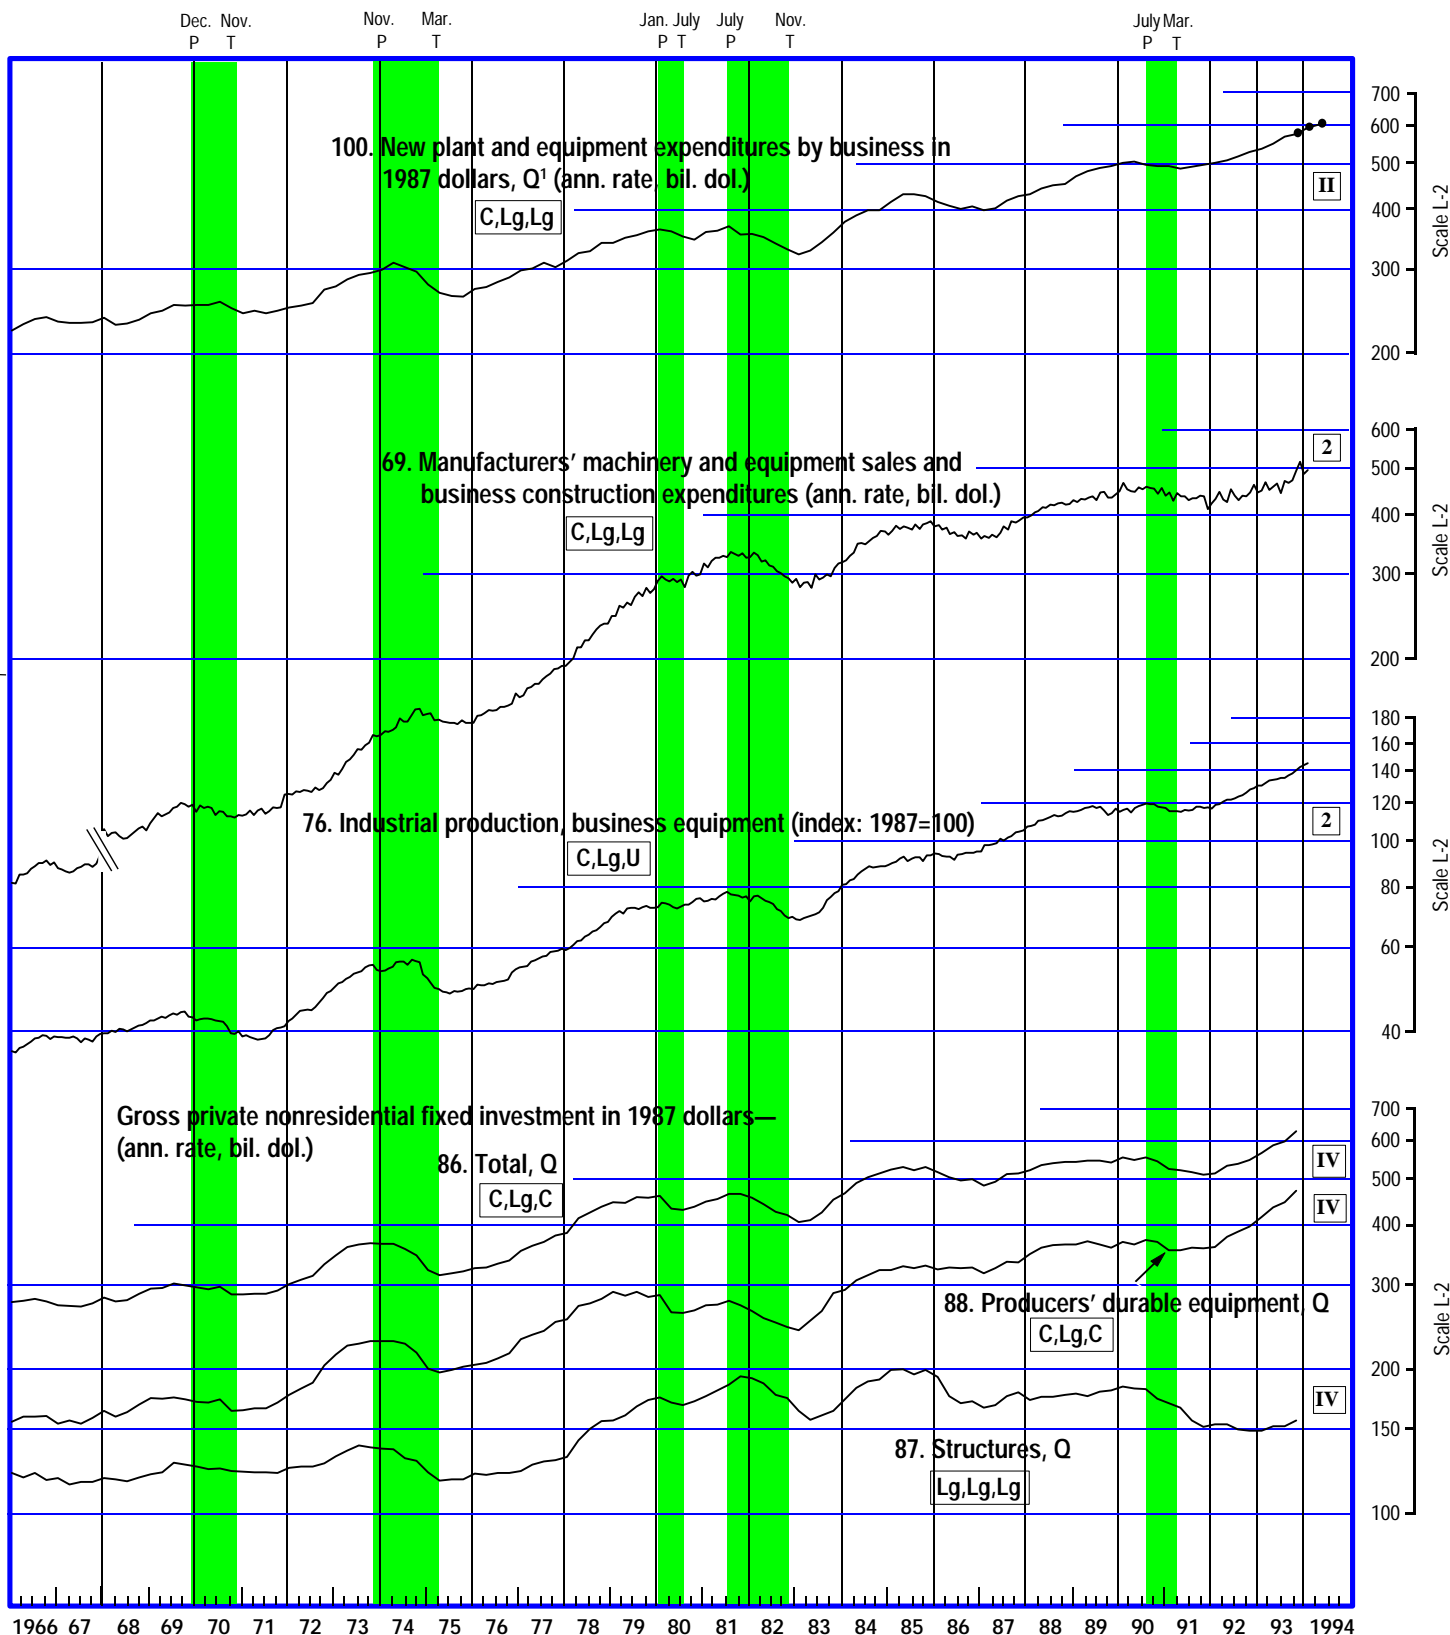 Dec. Nov. Nov. Mar. Jan. July July Nov. July Mar.
P T P T P T P T P T
100. New plant and equipment expenditures by business in
1987 dollars, Q¹ (ann. rate, bil. dol.)
C,Lg,Lg
II
700
600
500
400
300
200
Scale L-2
69. Manufacturers' machinery and equipment sales and
business construction expenditures (ann. rate, bil. dol.)
C,Lg,Lg
2
600
500
400
300
200
Scale L-2
76. Industrial production, business equipment (index: 1987=100)
C,Lg,U
2
180
160
140
120
100
80
60
40
Scale L-2
Gross private nonresidential fixed investment in 1987 dollars—
(ann. rate, bil. dol.)
86. Total, Q
C,Lg,C
IV
IV
88. Producers' durable equipment, Q
C,Lg,C
IV
87. Structures, Q
Lg,Lg,Lg
700
600
500
400
300
200
150
100
Scale L-2
1966 67 68 69 70 71 72 73 74 75 76 77 78 79 80 81 82 83 84 85 86 87 88 89 90 91 92 93 1994